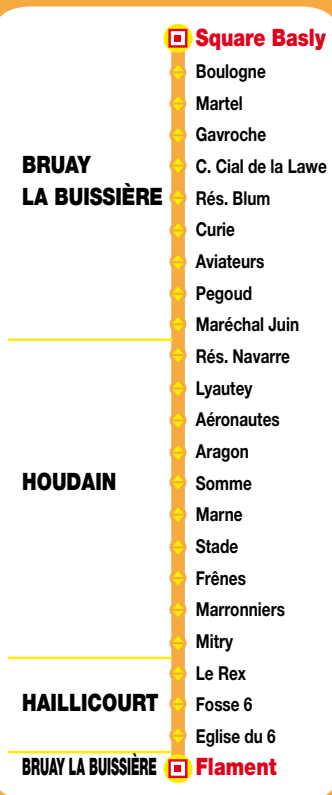 Square Basly
Boulogne
Martel
Gavroche
BRUAY
LA BUISSIÈRE
C. Cial de la Lawe
Rés. Blum
Curie
Aviateurs
Pegoud
Maréchal Juin
HOUDAIN
Rés. Navarre
Lyautey
Aéronautes
Aragon
Somme
Marne
Stade
Frênes
Marronniers
Mitry
HAILLICOURT
Le Rex
Fosse 6
Eglise du 6
BRUAY LA BUISSIÈRE
Flament